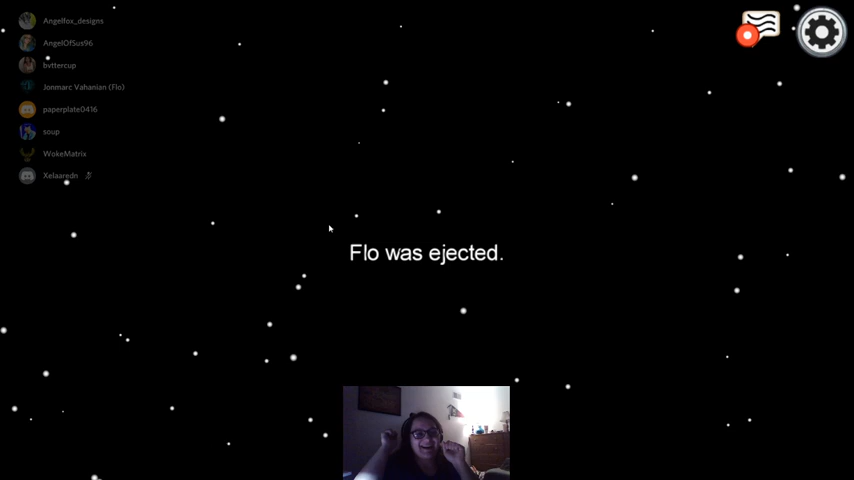 Angelfox_designs
AngelOfSus96
bvttercup
Jonmarc Vahanian (Flo)
paperplate0416
soup
WokeMatrix
Xelaaredn
Flo was ejected.